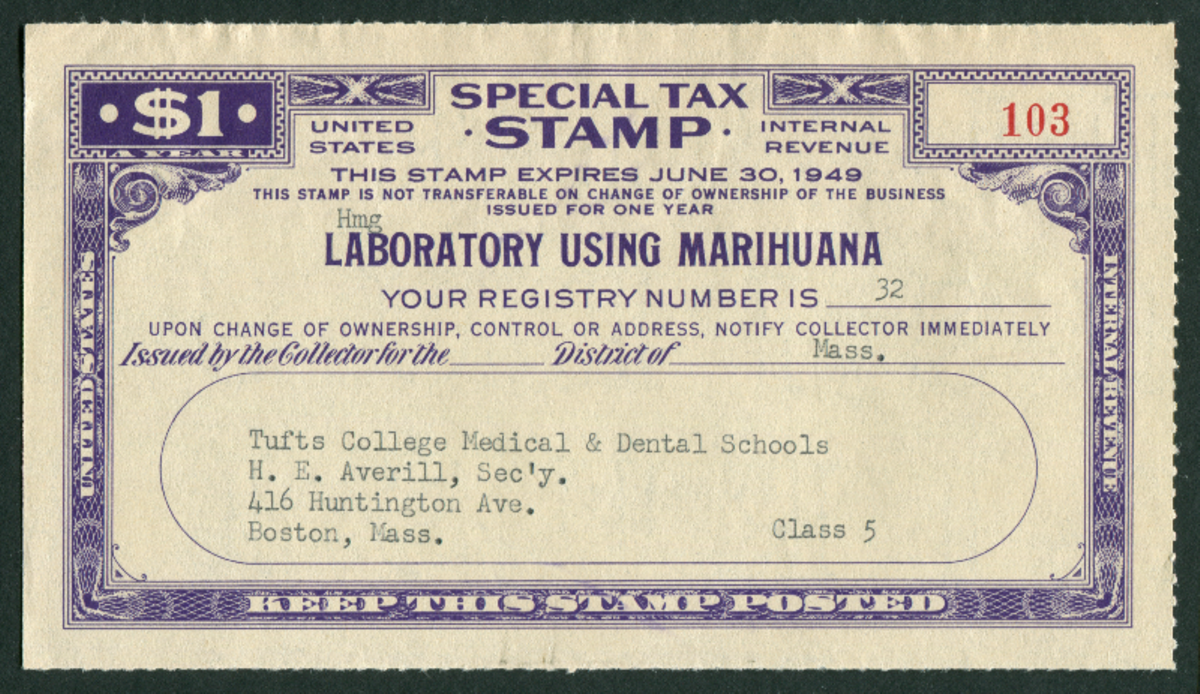 · $1 ·
A YEAR
SPECIAL TAX
· STAMP ·
UNITED
STATES
INTERNAL
REVENUE
103
THIS STAMP EXPIRES JUNE 30, 1949
THIS STAMP IS NOT TRANSFERABLE ON CHANGE OF OWNERSHIP OF THE BUSINESS
ISSUED FOR ONE YEAR
Hmg
LABORATORY USING MARIHUANA
YOUR REGISTRY NUMBER IS 32
UPON CHANGE OF OWNERSHIP, CONTROL OR ADDRESS, NOTIFY COLLECTOR IMMEDIATELY
Issued by the Collector for the ______ District of Mass.
Tufts College Medical & Dental Schools
H. E. Averill, Sec'y.
416 Huntington Ave.
Boston, Mass. Class 5
UNITED STATES
INTERNAL REVENUE
KEEP THIS STAMP POSTED